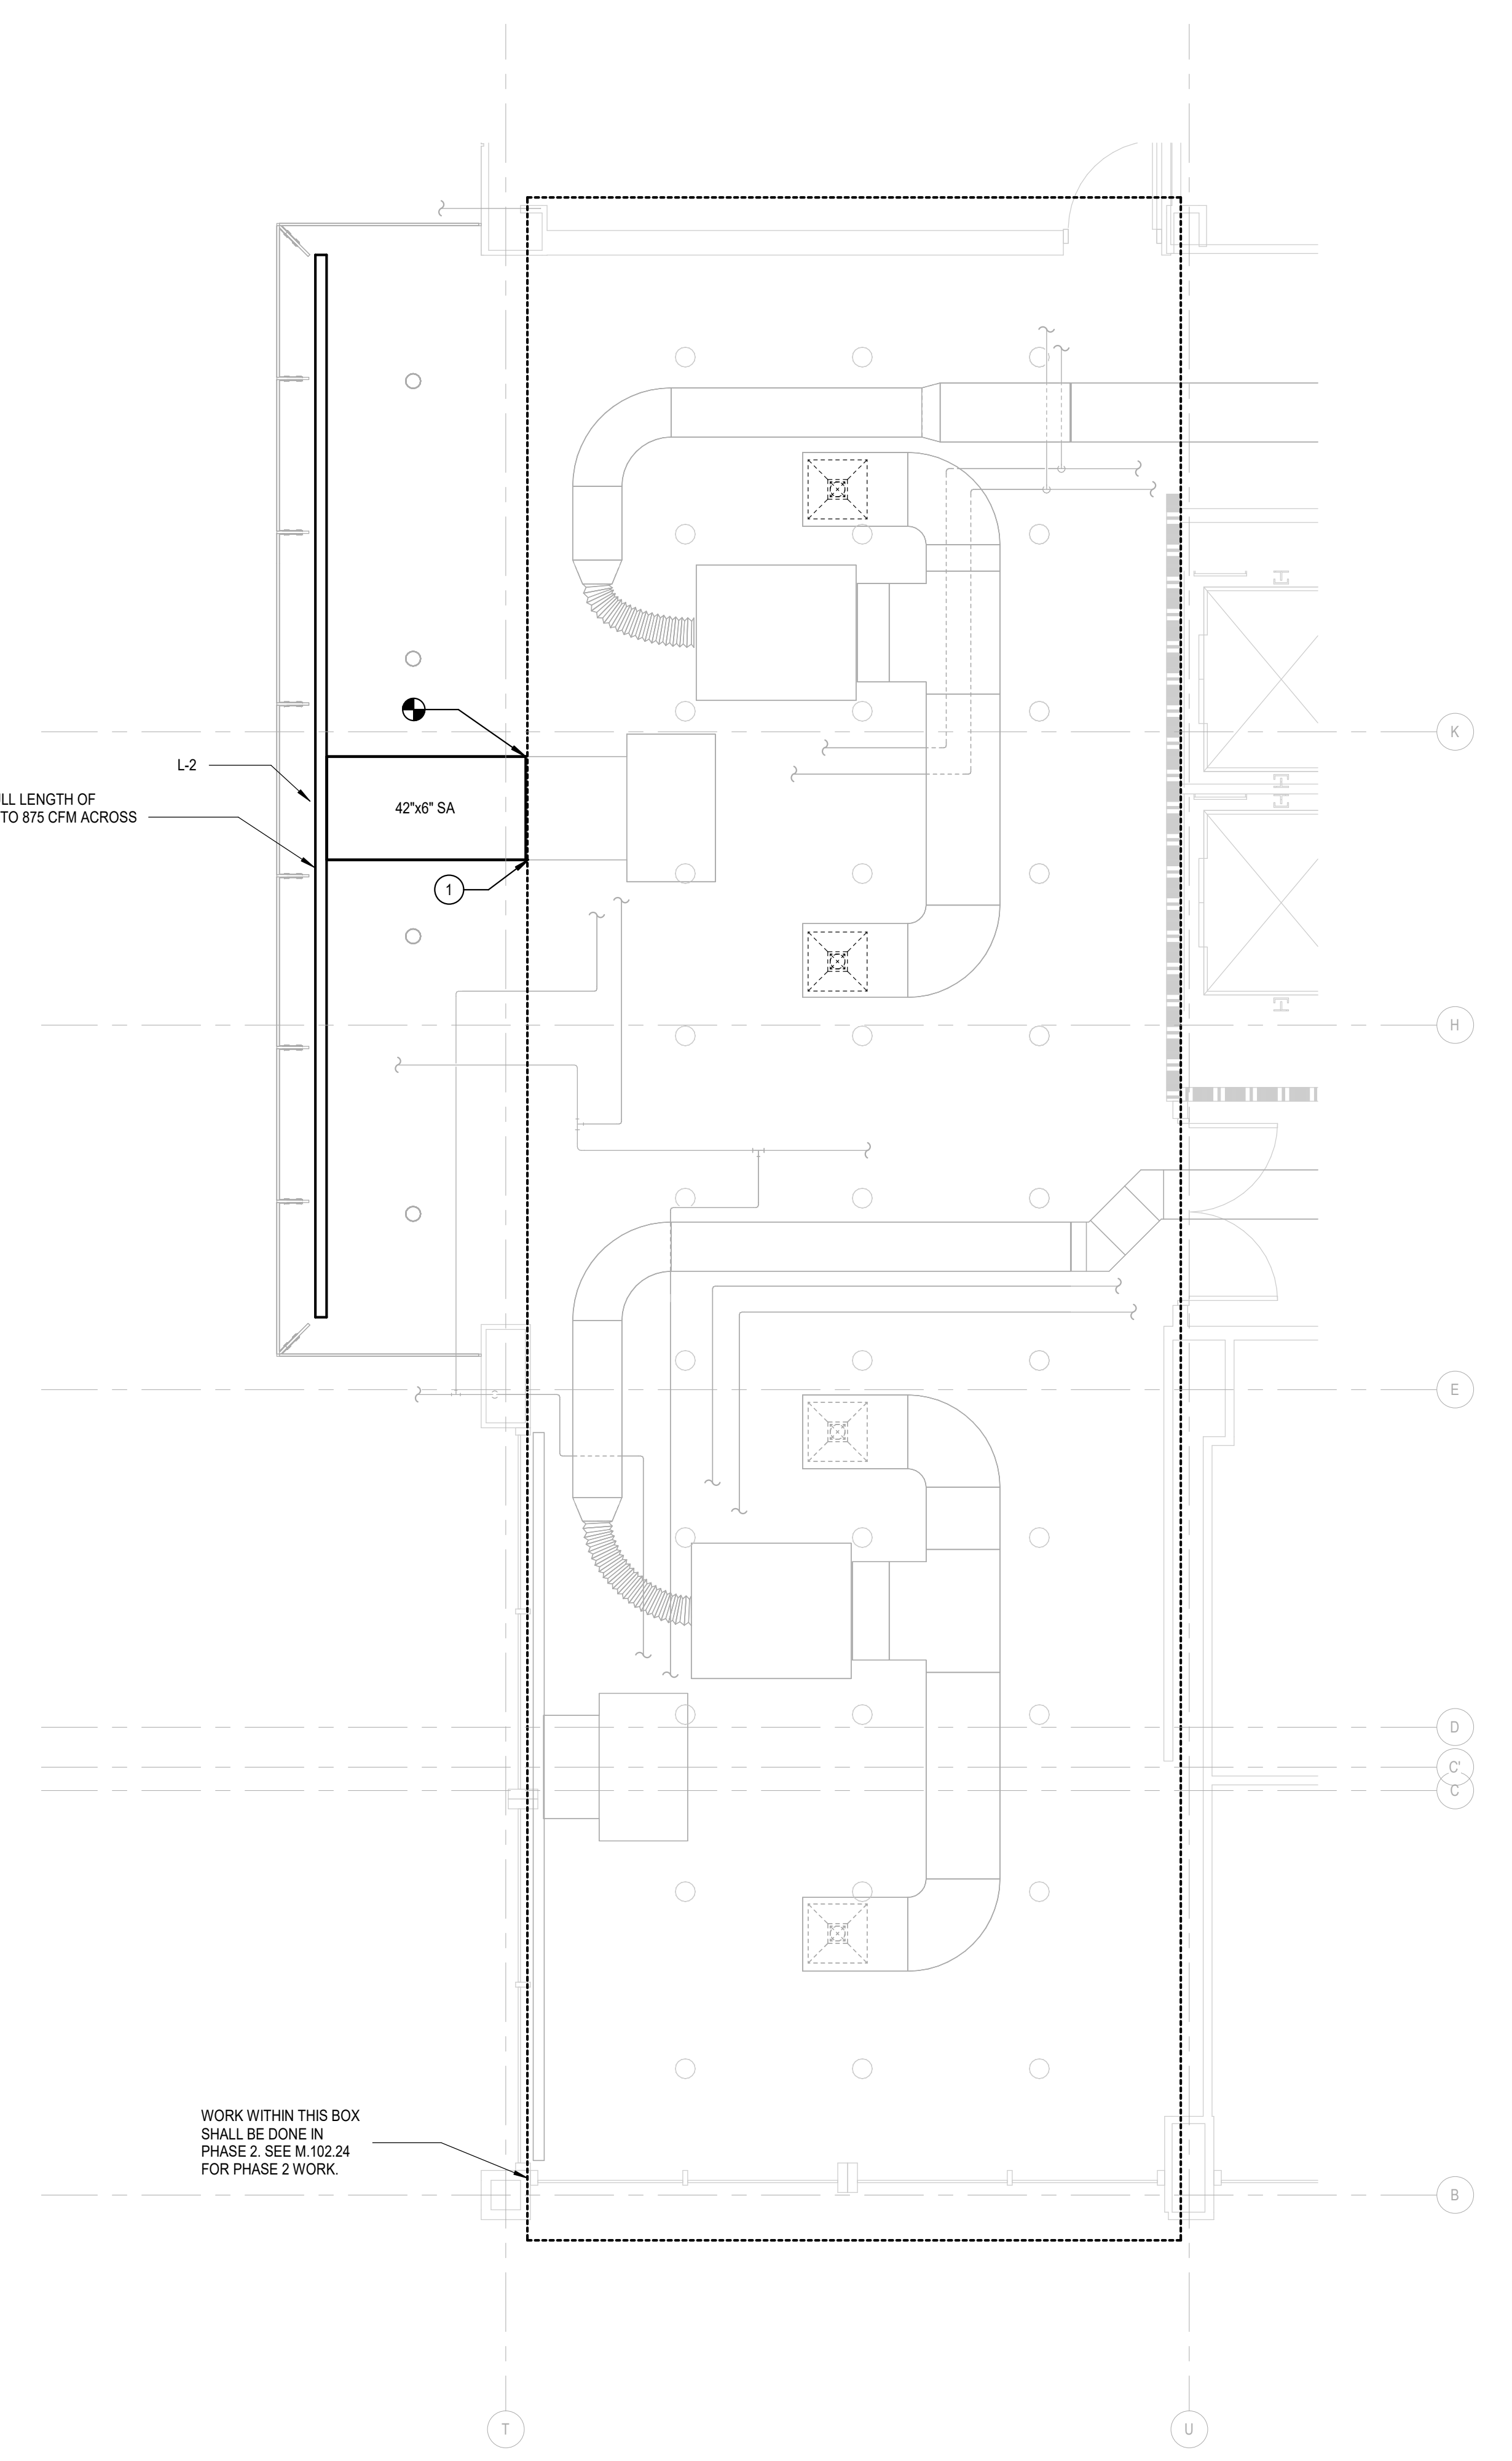 K
L-2
LL LENGTH OF
TO 875 CFM ACROSS
42"x6" SA
1
H
E
D
C'
C
WORK WITHIN THIS BOX
SHALL BE DONE IN
PHASE 2. SEE M.102.24
FOR PHASE 2 WORK.
B
T
U